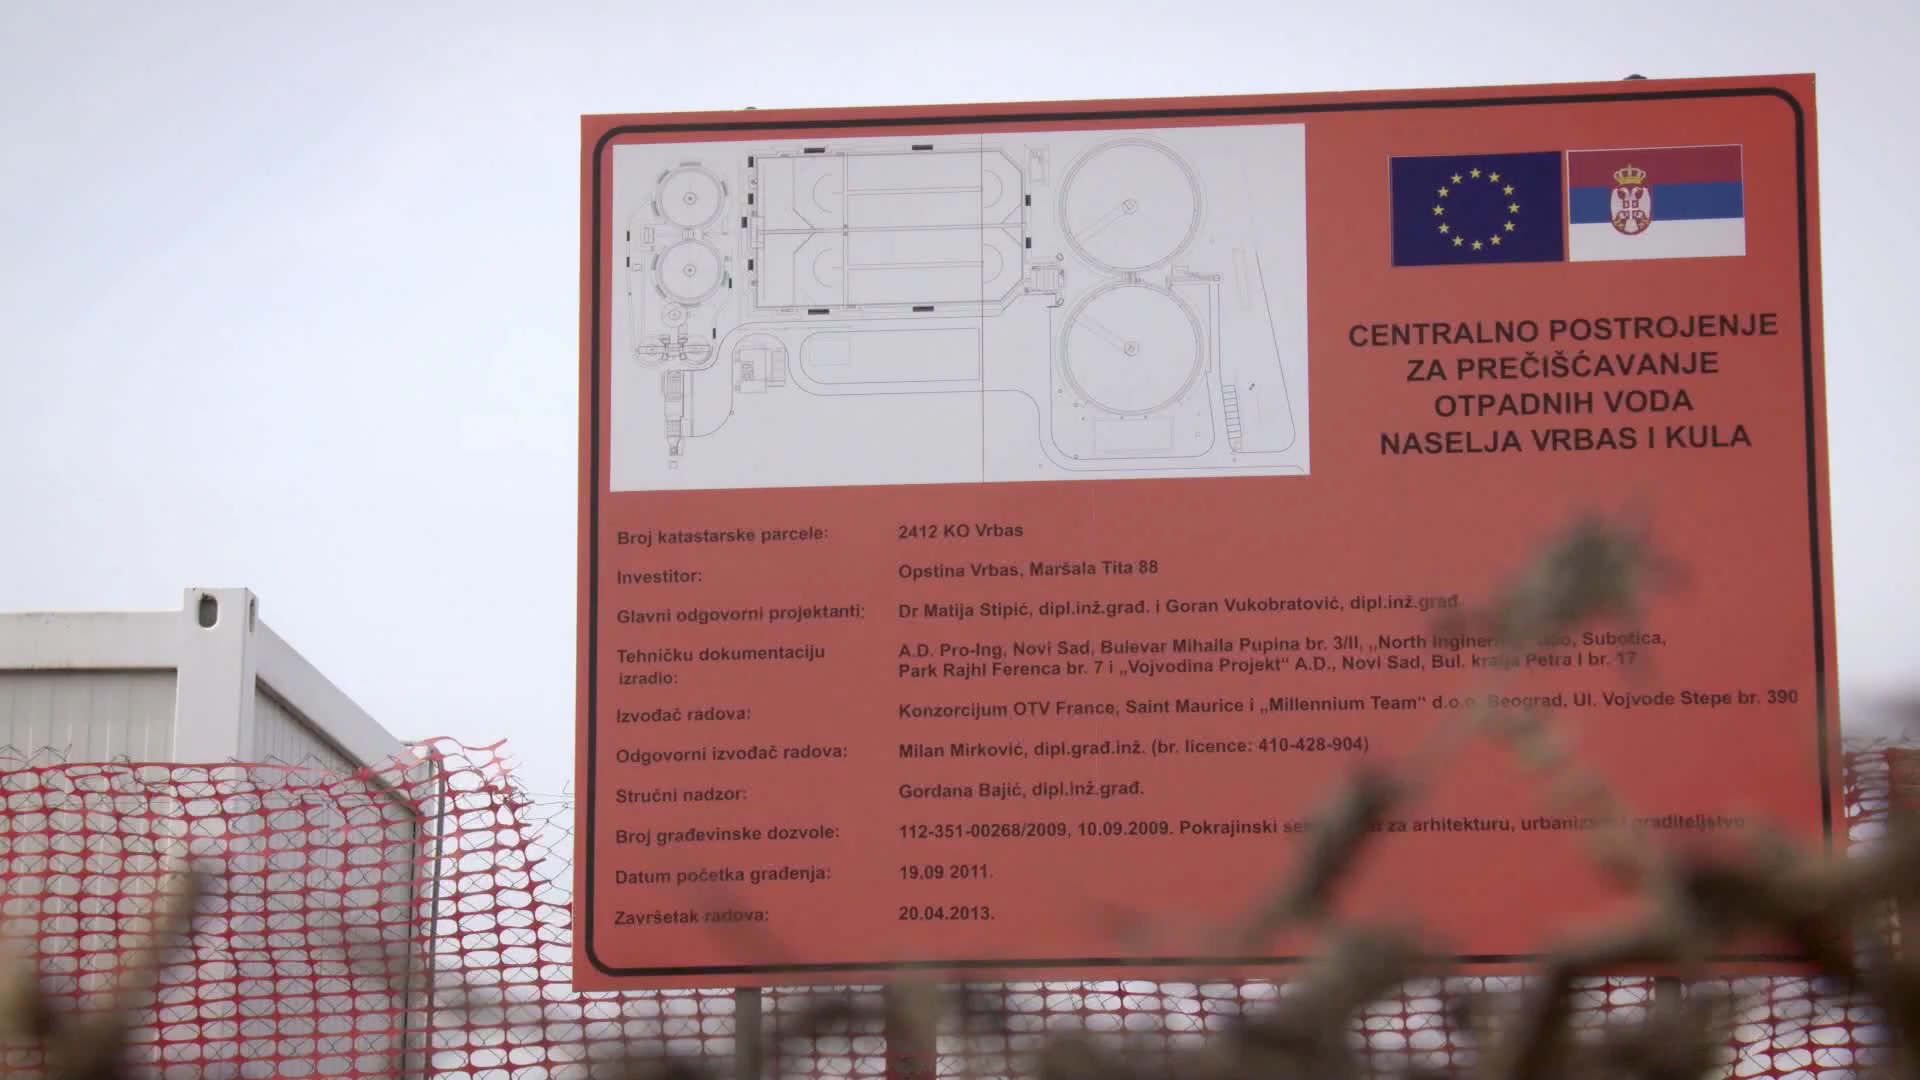 CENTRALNO POSTROJENJE
ZA PREČIŠĆAVANJE
OTPADNIH VODA
NASELJA VRBAS I KULA
Broj katastarske parcele: 2412 KO Vrbas
Investitor: Opstina Vrbas, Maršala Tita 88
Glavni odgovorni projektanti: Dr Matija Stipić, dipl.inž.građ. i Goran Vukobratović, dipl.inž.građ.
Tehničku dokumentaciju A.D. Pro-Ing, Novi Sad, Bulevar Mihaila Pupina br. 3/II, „North Subotica,
izradio: Park Rajhl Ferenca br. 7 i „Vojvodina Projekt“ A.D., Novi Sad, Bul. kralja Petra I br. 17
Izvođač radova: Konzorcijum OTV France, Saint Maurice i „Millennium Team“ d.o.o. Beograd, Ul. Vojvode Stepe br. 390
Odgovorni izvođač radova: Milan Mirković, dipl.građ.inž. (br. licence: 410-428-904)
Stručni nadzor: Gordana Bajić, dipl.inž.građ.
Broj građevinske dozvole: 112-351-00268/2009, 10.09.2009. Pokrajinski za arhitekturu, graditeljstvo
Datum početka građenja: 19.09 2011.
Završetak radova: 20.04.2013.